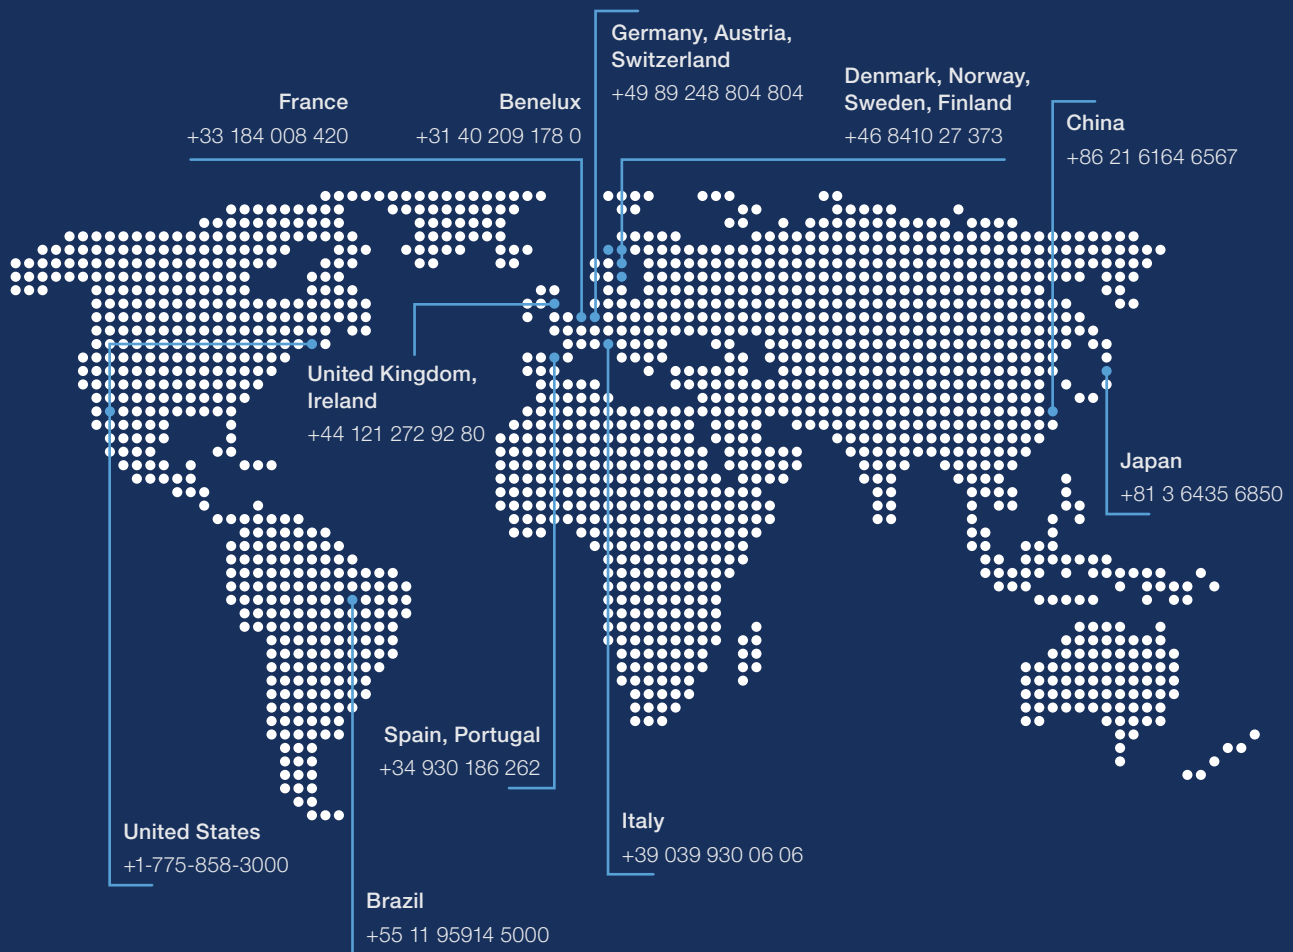 Germany, Austria,
Switzerland
+49 89 248 804 804
Denmark, Norway,
Sweden, Finland
+46 8410 27 373
France
+33 184 008 420
Benelux
+31 40 209 178 0
China
+86 21 6164 6567
United Kingdom,
Ireland
+44 121 272 92 80
Japan
+81 3 6435 6850
Spain, Portugal
+34 930 186 262
United States
+1-775-858-3000
Italy
+39 039 930 06 06
Brazil
+55 11 95914 5000